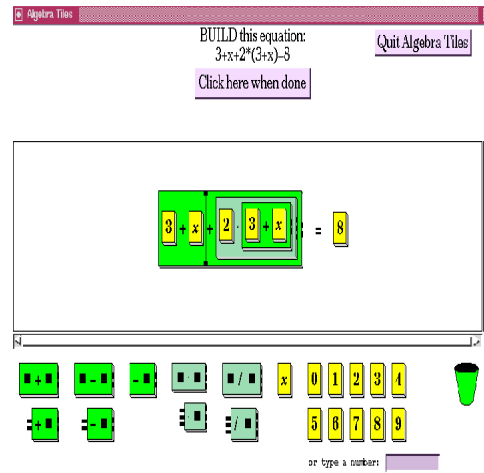 Algebra Tiles
BUILD this equation:
3+x+2*(3+x)=8
Quit Algebra Tiles
Click here when done
3 + x + 2 · 3 + x = 8
+ - - · / x 0 1 2 3 4
+ - · / 5 6 7 8 9
or type a number: